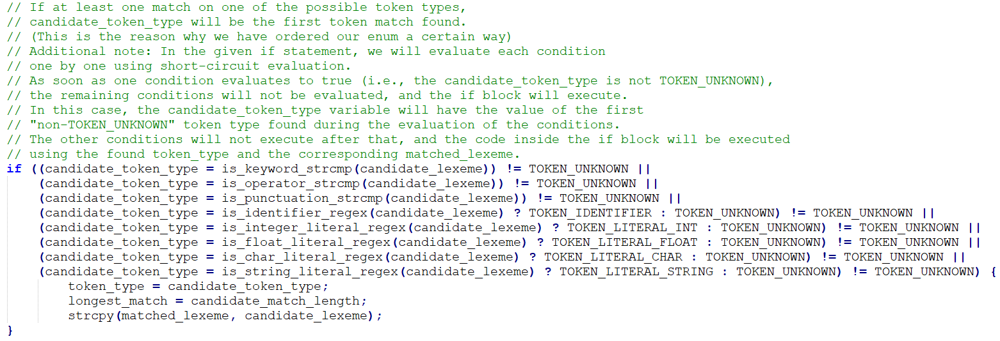 // If at least one match on one of the possible token types,
// candidate_token_type will be the first token match found.
// (This is the reason why we have ordered our enum a certain way)
// Additional note: In the given if statement, we will evaluate each condition
// one by one using short-circuit evaluation.
// As soon as one condition evaluates to true (i.e., the candidate_token_type is not TOKEN_UNKNOWN),
// the remaining conditions will not be evaluated, and the if block will execute.
// In this case, the candidate_token_type variable will have the value of the first
// "non-TOKEN_UNKNOWN" token type found during the evaluation of the conditions.
// The other conditions will not execute after that, and the code inside the if block will be executed
// using the found token_type and the corresponding matched_lexeme.
if ((candidate_token_type = is_keyword_strcmp(candidate_lexeme)) != TOKEN_UNKNOWN ||
    (candidate_token_type = is_operator_strcmp(candidate_lexeme)) != TOKEN_UNKNOWN ||
    (candidate_token_type = is_punctuation_strcmp(candidate_lexeme)) != TOKEN_UNKNOWN ||
    (candidate_token_type = is_identifier_regex(candidate_lexeme) ? TOKEN_IDENTIFIER : TOKEN_UNKNOWN) != TOKEN_UNKNOWN ||
    (candidate_token_type = is_integer_literal_regex(candidate_lexeme) ? TOKEN_LITERAL_INT : TOKEN_UNKNOWN) != TOKEN_UNKNOWN ||
    (candidate_token_type = is_float_literal_regex(candidate_lexeme) ? TOKEN_LITERAL_FLOAT : TOKEN_UNKNOWN) != TOKEN_UNKNOWN ||
    (candidate_token_type = is_char_literal_regex(candidate_lexeme) ? TOKEN_LITERAL_CHAR : TOKEN_UNKNOWN) != TOKEN_UNKNOWN ||
    (candidate_token_type = is_string_literal_regex(candidate_lexeme) ? TOKEN_LITERAL_STRING : TOKEN_UNKNOWN) != TOKEN_UNKNOWN) {
        token_type = candidate_token_type;
        longest_match = candidate_match_length;
        strcpy(matched_lexeme, candidate_lexeme);
}